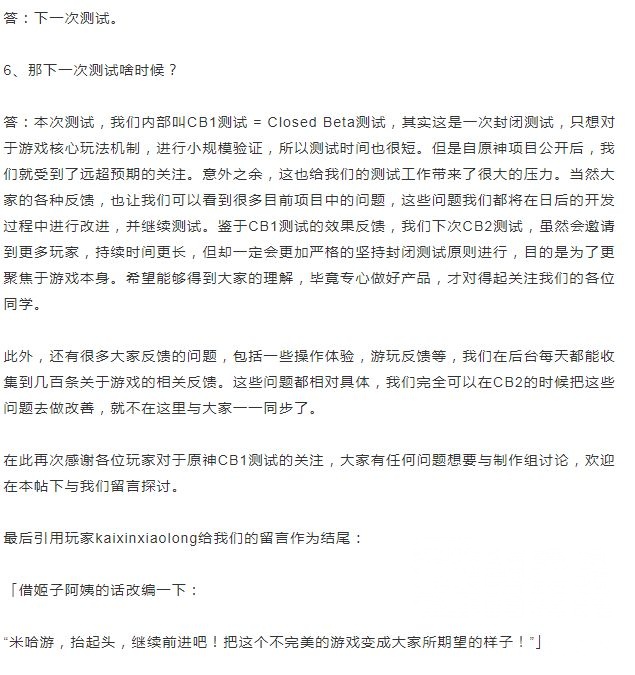 答：下一次测试。
6、那下一次测试啥时候？
答：本次测试，我们内部叫CB1测试 = Closed Beta测试，其实这是一次封闭测试，只想对
于游戏核心玩法机制，进行小规模验证，所以测试时间也很短。但是自原神项目公开后，我
们就受到了远超预期的关注。意外之余，这也给我们的测试工作带来了很大的压力。当然大
家的各种反馈，也让我们可以看到很多目前项目中的问题，这些问题我们都将在日后的开发
过程中进行改进，并继续测试。鉴于CB1测试的效果反馈，我们下次CB2测试，虽然会邀请
到更多玩家，持续时间更长，但却一定会更加严格的坚持封闭测试原则进行，目的是为了更
聚焦于游戏本身。希望能够得到大家的理解，毕竟专心做好产品，才对得起关注我们的各位
同学。
此外，还有很多大家反馈的问题，包括一些操作体验，游玩反馈等，我们在后台每天都能收
集到几百条关于游戏的相关反馈。这些问题都相对具体，我们完全可以在CB2的时候把这些
问题去做改善，就不在这里与大家一一同步了。
在此再次感谢各位玩家对于原神CB1测试的关注，大家有任何问题想要与制作组讨论，欢迎
在本帖下与我们留言探讨。
最后引用玩家kaixinxiaolong给我们的留言作为结尾：
「借姬子阿姨的话改编一下：
“米哈游，抬起头，继续前进吧！把这个不完美的游戏变成大家所期望的样子！”」